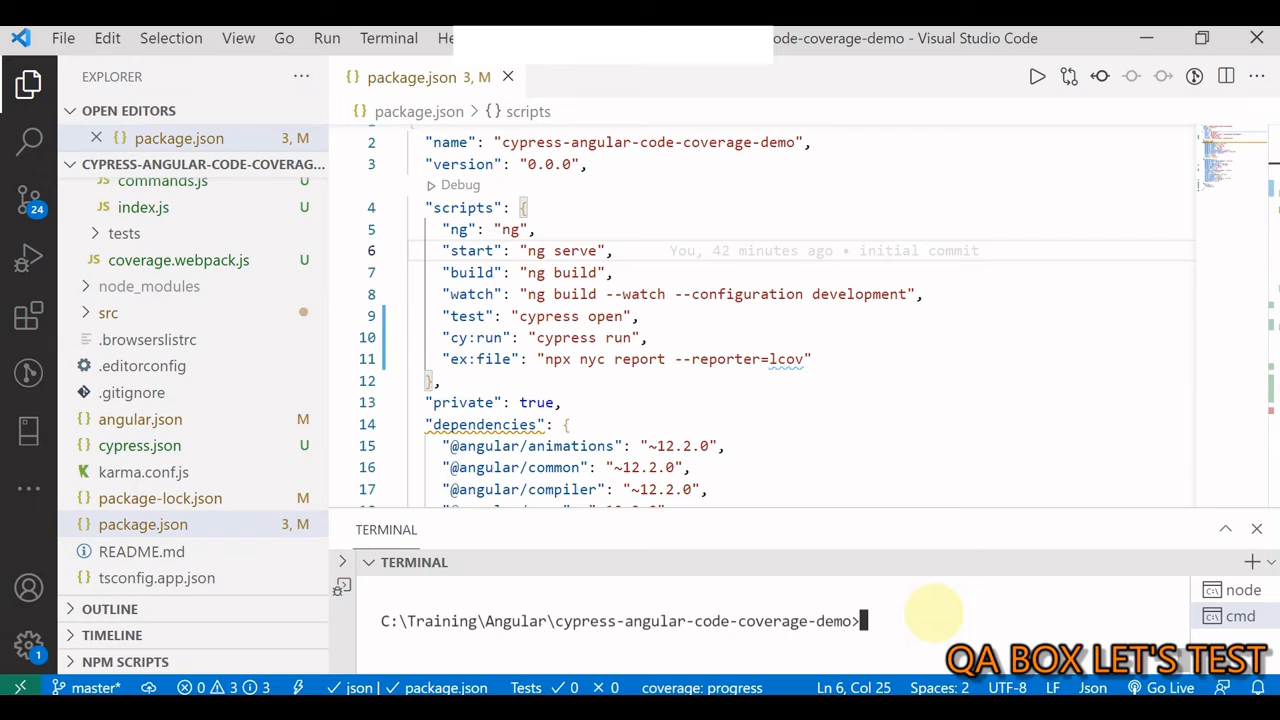 File Edit Selection View Go Run Terminal He ode-coverage-demo - Visual Studio Code
EXPLORER
OPEN EDITORS
package.json 3, M
CYPRESS-ANGULAR-CODE-COVERAG...
commands.js U
index.js U
tests
coverage.webpack.js U
node_modules
src
.browserslistrc
.editorconfig
.gitignore
angular.json M
cypress.json U
karma.conf.js
package-lock.json M
package.json 3, M
README.md
tsconfig.app.json
OUTLINE
TIMELINE
NPM SCRIPTS
24
1
package.json 3, M
package.json > {} scripts
2 "name": "cypress-angular-code-coverage-demo",
3 "version": "0.0.0",
Debug
4 "scripts": {
5 "ng": "ng",
6 "start": "ng serve", You, 42 minutes ago • initial commit
7 "build": "ng build",
8 "watch": "ng build --watch --configuration development",
9 "test": "cypress open",
10 "cy:run": "cypress run",
11 "ex:file": "npx nyc report --reporter=lcov"
12 },
13 "private": true,
14 "dependencies": {
15 "@angular/animations": "~12.2.0",
16 "@angular/common": "~12.2.0",
17 "@angular/compiler": "~12.2.0",
TERMINAL
TERMINAL
C:\Training\Angular\cypress-angular-code-coverage-demo>
node
cmd
QA BOX LET'S TEST
master* 0 3 3 json package.json Tests 0 0 coverage: progress Ln 6, Col 25 Spaces: 2 UTF-8 LF Json Go Live